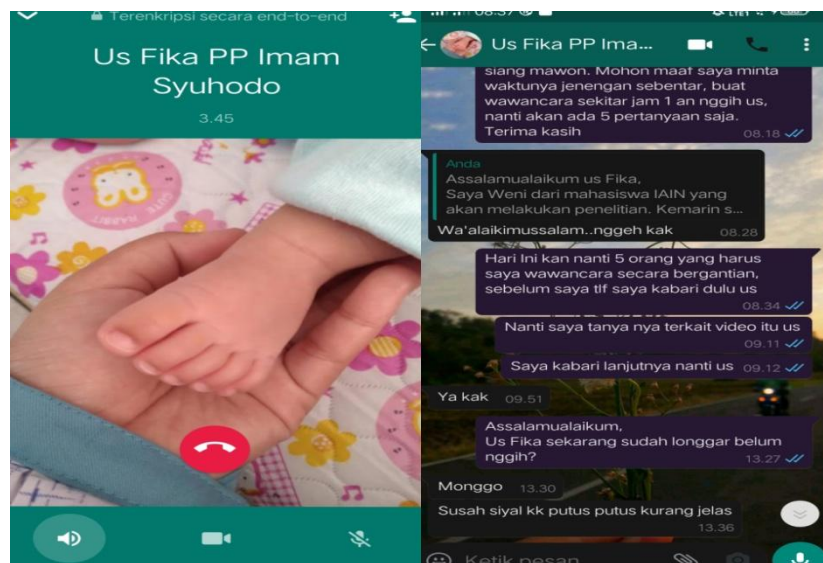 Terenkripsi secara end-to-end
Us Fika PP Imam
Syuhodo
3.45
CUTE RABBIT
08.37
Us Fika PP Ima...
siang mawon. Mohon maaf saya minta
waktunya jenengan sebentar, buat
wawancara sekitar jam 1 an nggih us,
nanti akan ada 5 pertanyaan saja.
Terima kasih
08.18
Anda
Assalamualaikum us Fika,
Saya Weni dari mahasiswa IAIN yang
akan melakukan penelitian. Kemarin s...
Wa'alaikimussalam..nggeh kak
08.28
Hari Ini kan nanti 5 orang yang harus
saya wawancara secara bergantian,
sebelum saya tlf saya kabari dulu us
08.34
Nanti saya tanya nya terkait video itu us
09.11
Saya kabari lanjutnya nanti us 09.12
Ya kak 09.51
Assalamualaikum,
Us Fika sekarang sudah longgar belum
nggih?
13.27
Monggo 13.30
Susah siyal kk putus putus kurang jelas
13.36
Ketik pesan